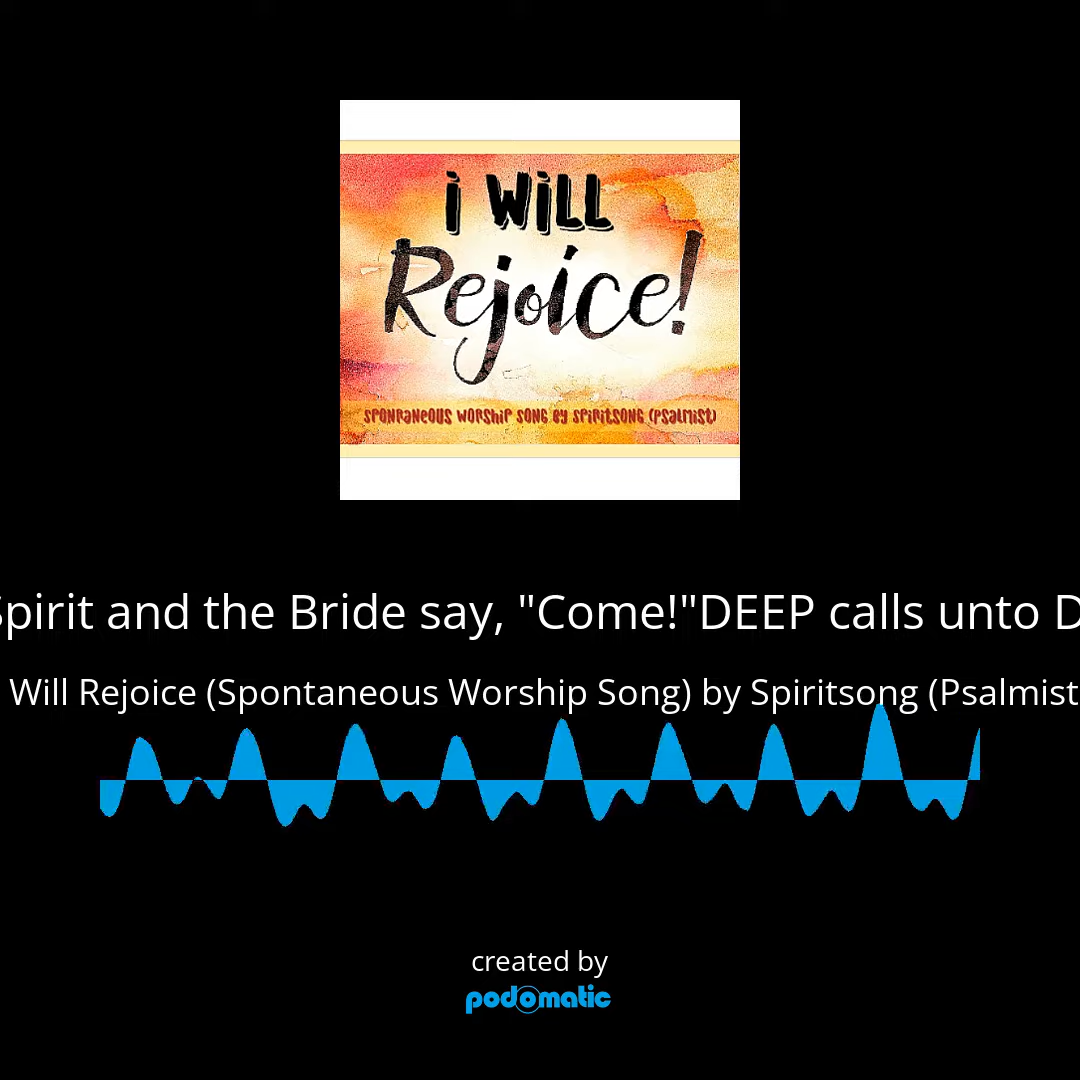 i WiLL
Rejoice!
SPONRANEOUS WORShiP SONG BY SPiRiTSONG (PSALMIST)
Spirit and the Bride say, "Come!"DEEP calls unto D
Will Rejoice (Spontaneous Worship Song) by Spiritsong (Psalmist
created by
podomatic